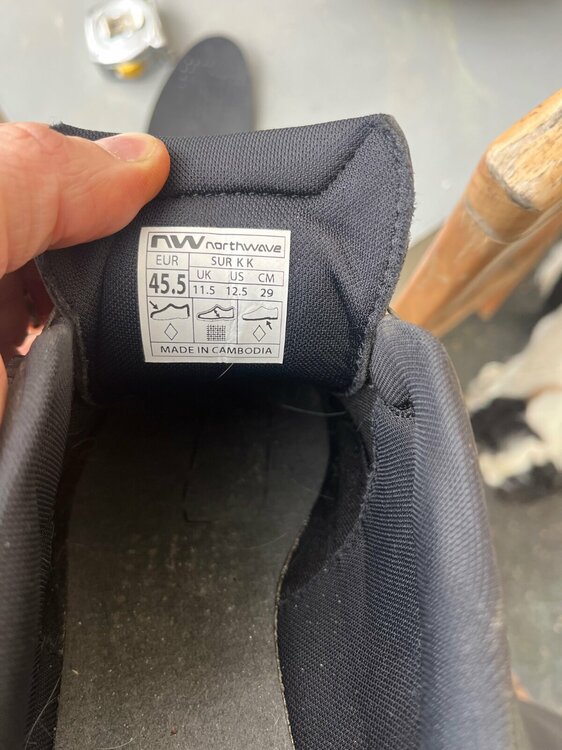 NW northwave
EUR SUR K K
45.5 UK US CM
11.5 12.5 29
MADE IN CAMBODIA